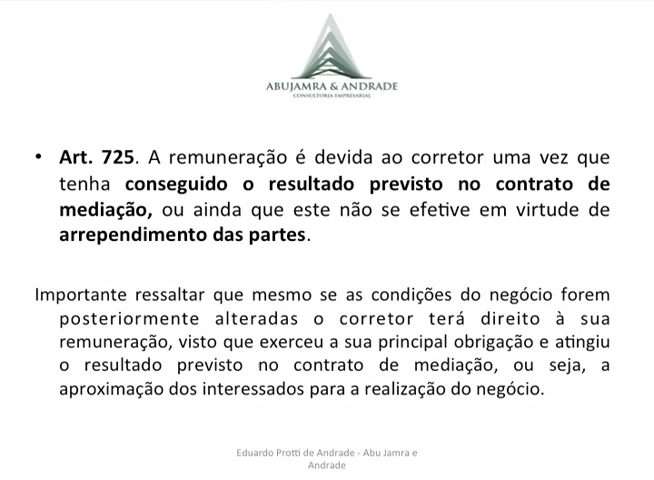 ABUJAMRA & ANDRADE
CONSULTORIA EMPRESARIAL
• Art. 725. A remuneração é devida ao corretor uma vez que
tenha conseguido o resultado previsto no contrato de
mediação, ou ainda que este não se efetive em virtude de
arrependimento das partes.
Importante ressaltar que mesmo se as condições do negócio forem
posteriormente alteradas o corretor terá direito à sua
remuneração, visto que exerceu a sua principal obrigação e atingiu
o resultado previsto no contrato de mediação, ou seja, a
aproximação dos interessados para a realização do negócio.
Eduardo Protti de Andrade - Abu Jamra e
Andrade